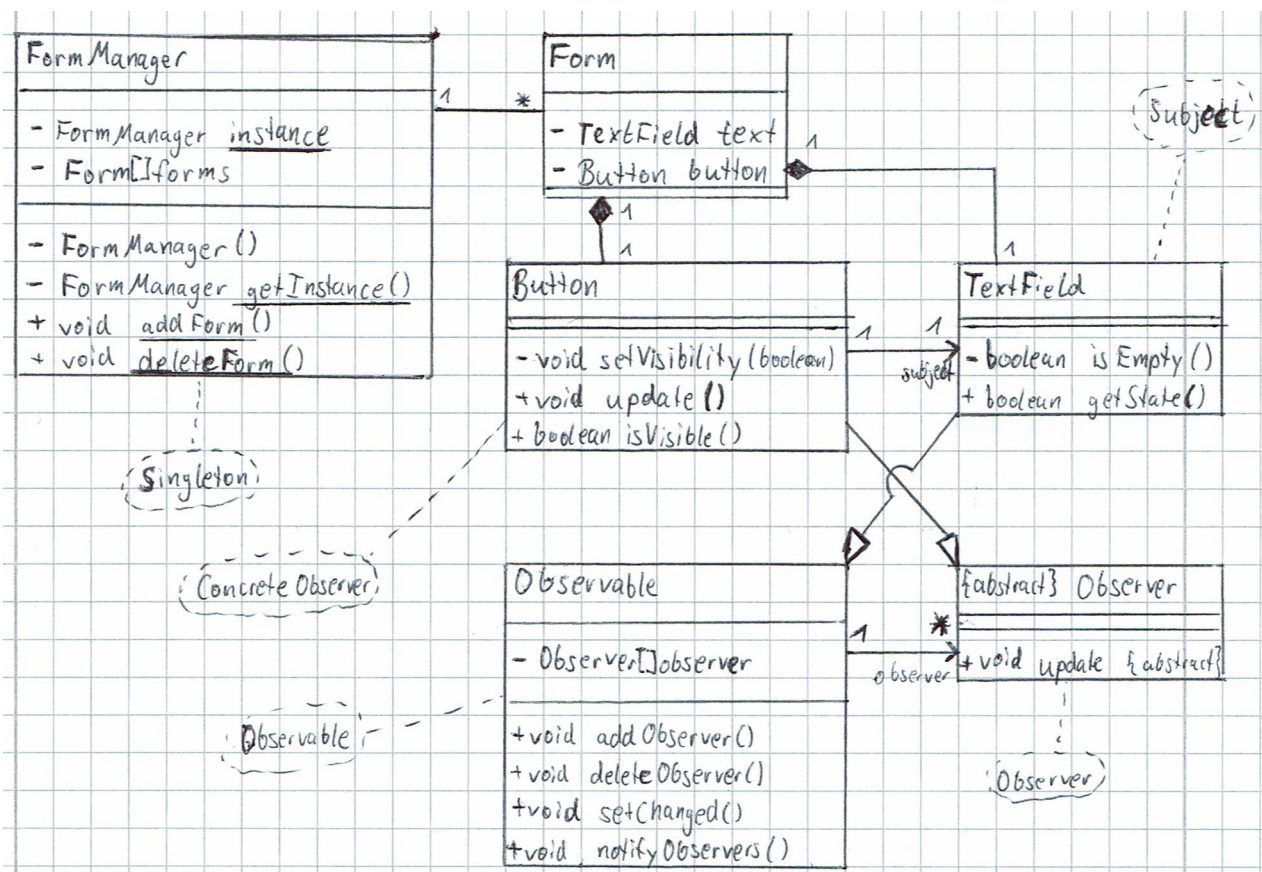 FormManager
- FormManager instance
- Form[]forms
- FormManager()
- FormManager getInstance()
+ void addForm()
+ void deleteForm()
Singleton
1
*
Form
- TextField text
- Button button
1
1
1
1
Subject
Button
- void setVisibility(boolean)
+ void update()
+ boolean isVisible()
1
1
subject
TextField
- boolean isEmpty()
+ boolean getState()
Concrete Observer
Observable
- Observer[]observer
+void addObserver()
+void deleteObserver()
+void setChanged()
+void notifyObservers()
Observable
1
*
observer
{abstract} Observer
+ void update {abstract}
Observer